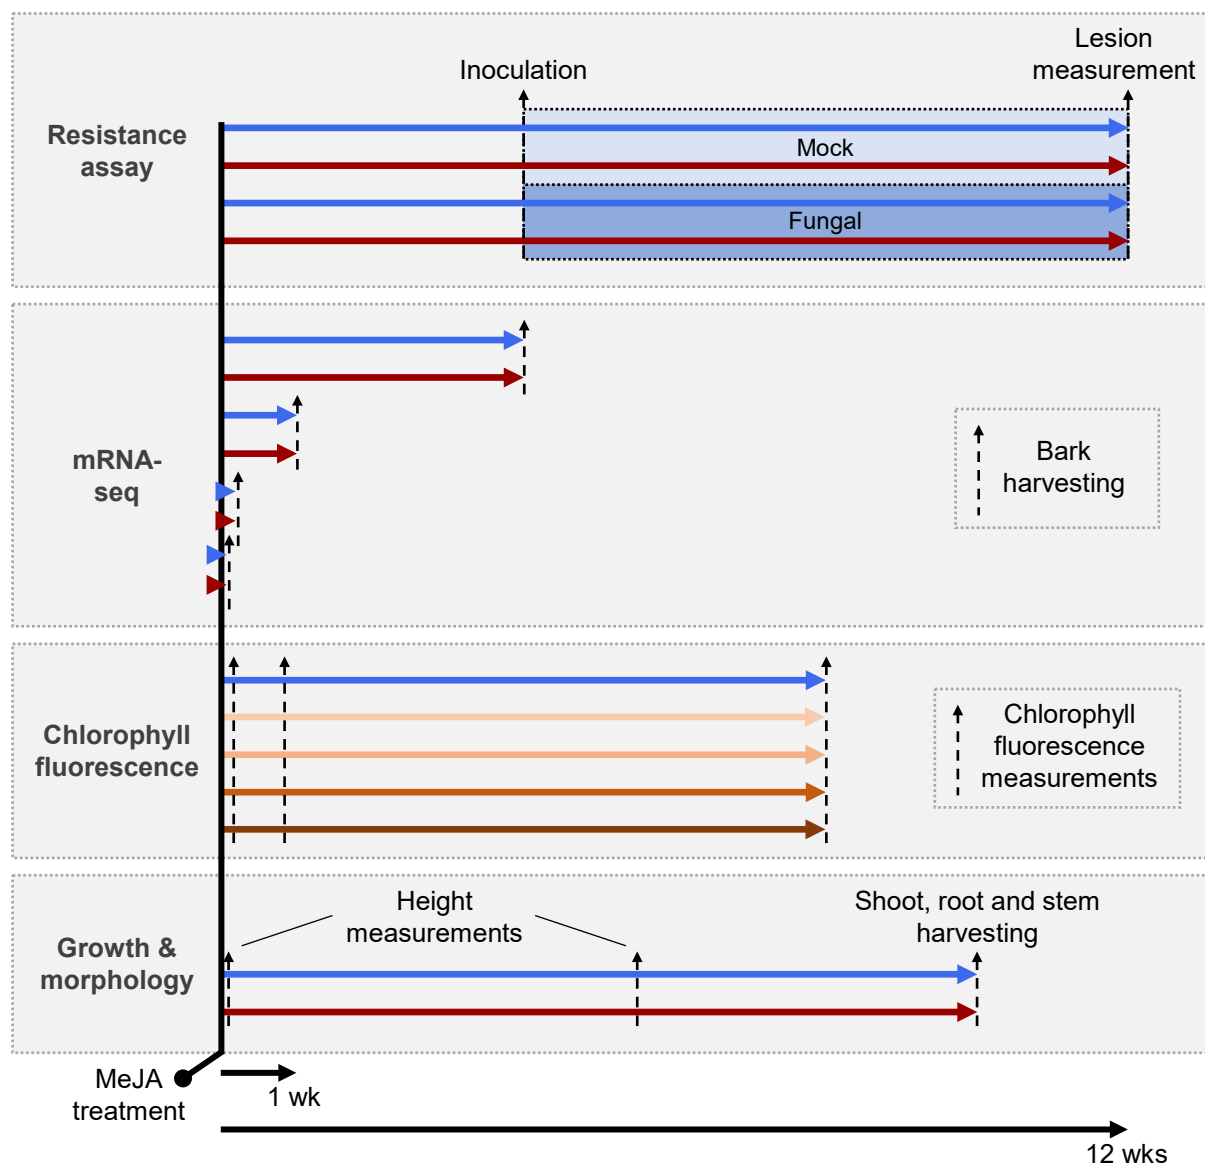 Resistance
assay
Inoculation
Lesion
measurement
Mock
Fungal
mRNA-
seq
Bark
harvesting
Chlorophyll
fluorescence
Chlorophyll
fluorescence
measurements
Growth &
morphology
Height
measurements
Shoot, root and stem
harvesting
MeJA
treatment
1 wk
12 wks